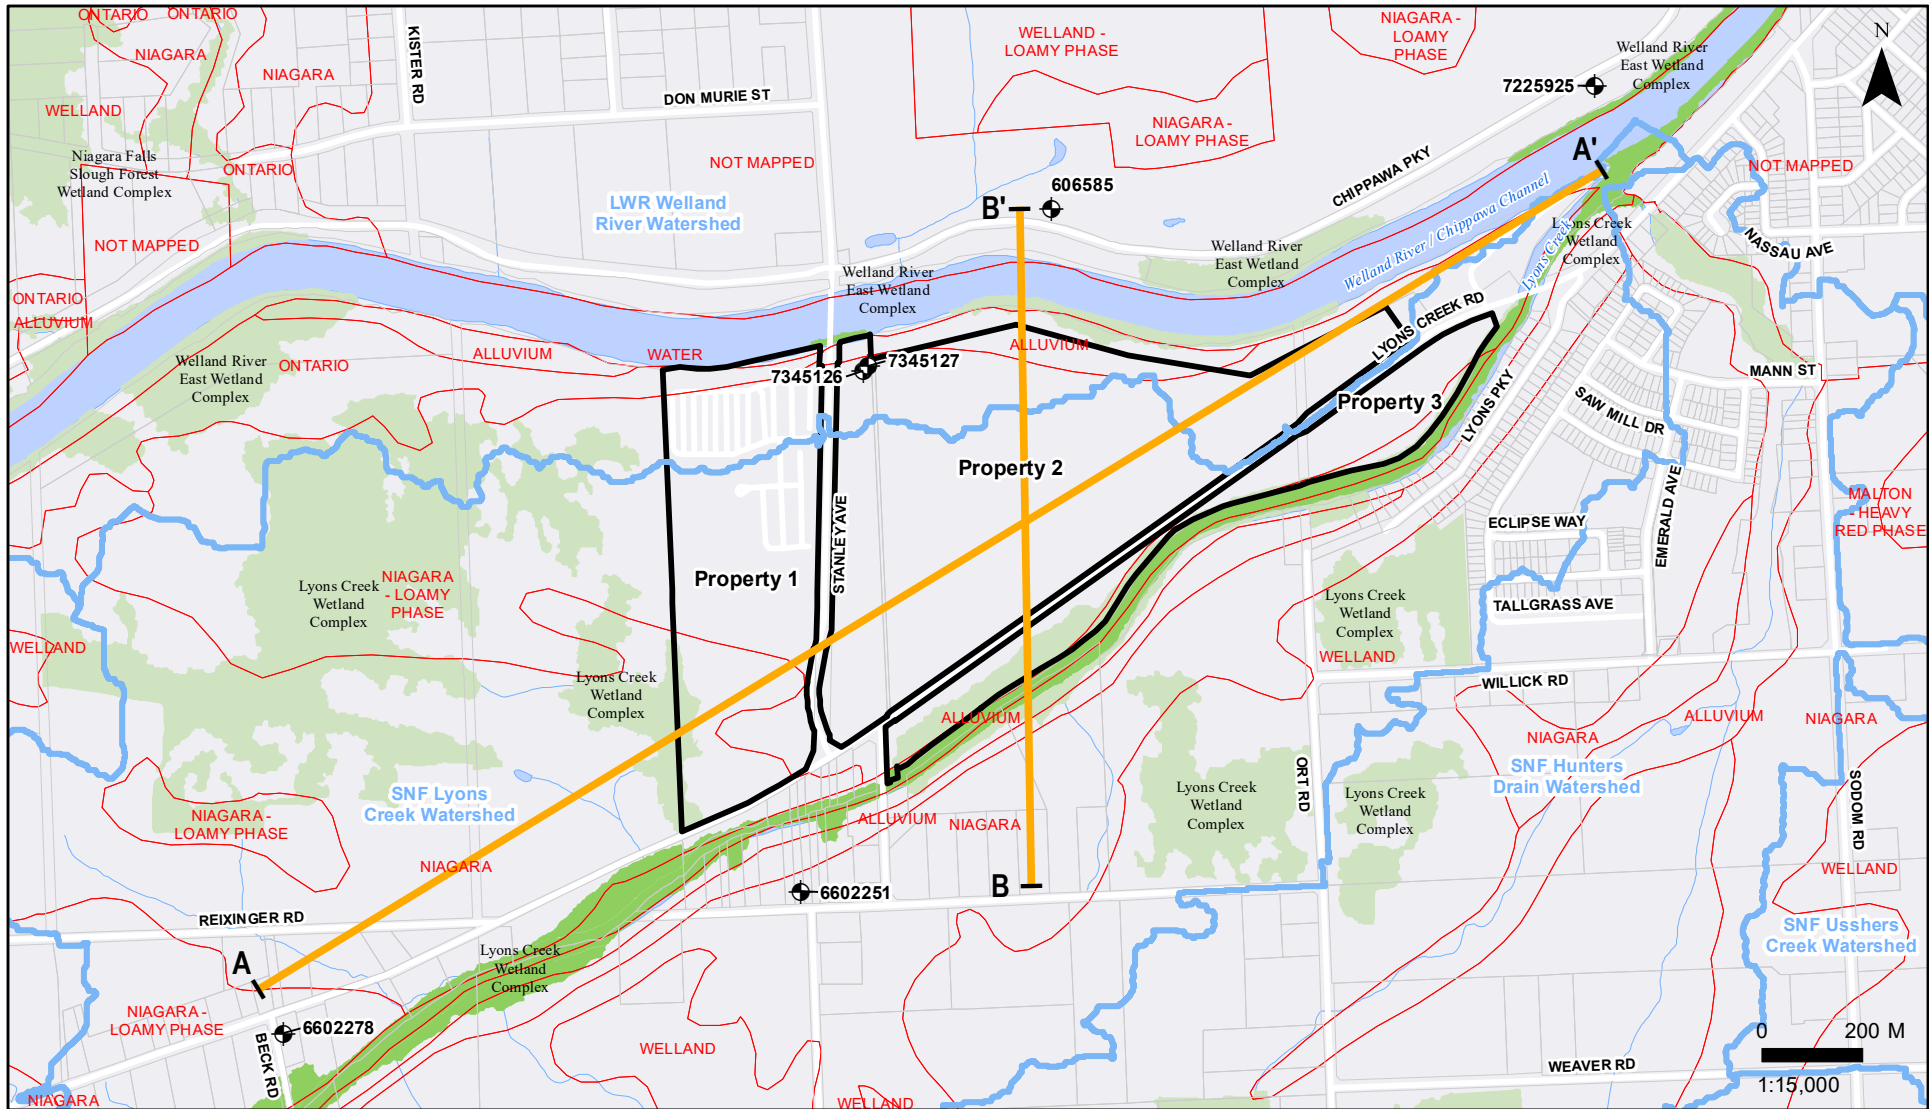 ONTARIO
ONTARIO
NIAGARA
NIAGARA
WELLAND
KISTER RD
DON MURIE ST
WELLAND -
LOAMY PHASE
NIAGARA -
LOAMY
PHASE
Welland River
East Wetland
Complex
N
7225925
NIAGARA -
LOAMY PHASE
NOT MAPPED
Niagara Falls
Slough Forest
Wetland Complex
ONTARIO
NOT MAPPED
LWR Welland
River Watershed
B'
606585
CHIPPAWA PKY
A'
NOT MAPPED
NOT MAPPED
Welland River / Chippawa Channel
Lyons Creek
Lyons Creek
Wetland
Complex
NASSAU AVE
Welland River
East Wetland
Complex
Welland River
East Wetland
Complex
ONTARIO
ALLUVIUM
Welland River
East Wetland
Complex
ONTARIO
ALLUVIUM
WATER
7345126
7345127
ALLUVIUM
LYONS CREEK RD
MANN ST
Property 3
LYONS PKY
SAW MILL DR
Property 2
EMERALD AVE
MALTON
- HEAVY
RED PHASE
STANLEY AVE
ECLIPSE WAY
Property 1
Lyons Creek
Wetland
Complex
NIAGARA
- LOAMY
PHASE
Lyons Creek
Wetland
Complex
TALLGRASS AVE
WELLAND
WELLAND
WILLICK RD
Lyons Creek
Wetland
Complex
ALLUVIUM
ALLUVIUM
NIAGARA
NIAGARA
SNF Hunters
Drain Watershed
ORT RD
SODOM RD
SNF Lyons
Creek Watershed
NIAGARA -
LOAMY PHASE
Lyons Creek
Wetland
Complex
Lyons Creek
Wetland
Complex
ALLUVIUM
NIAGARA
NIAGARA
WELLAND
B
6602251
REIXINGER RD
SNF Usshers
Creek Watershed
A
Lyons Creek
Wetland
Complex
NIAGARA -
LOAMY PHASE
6602278
BECK RD
WELLAND
0 200 M
1:15,000
WEAVER RD
NIAGARA
WELLAND